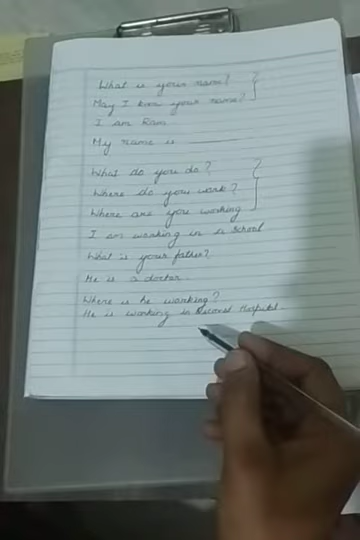 What is your name? ?
May I know your name?
I am Ram
My name is ________
What do you do? ?
Where do you work?
Where are you working
I am working in a School
What is your father?
He is a doctor.
Where is he working?
He is working in Hospital.